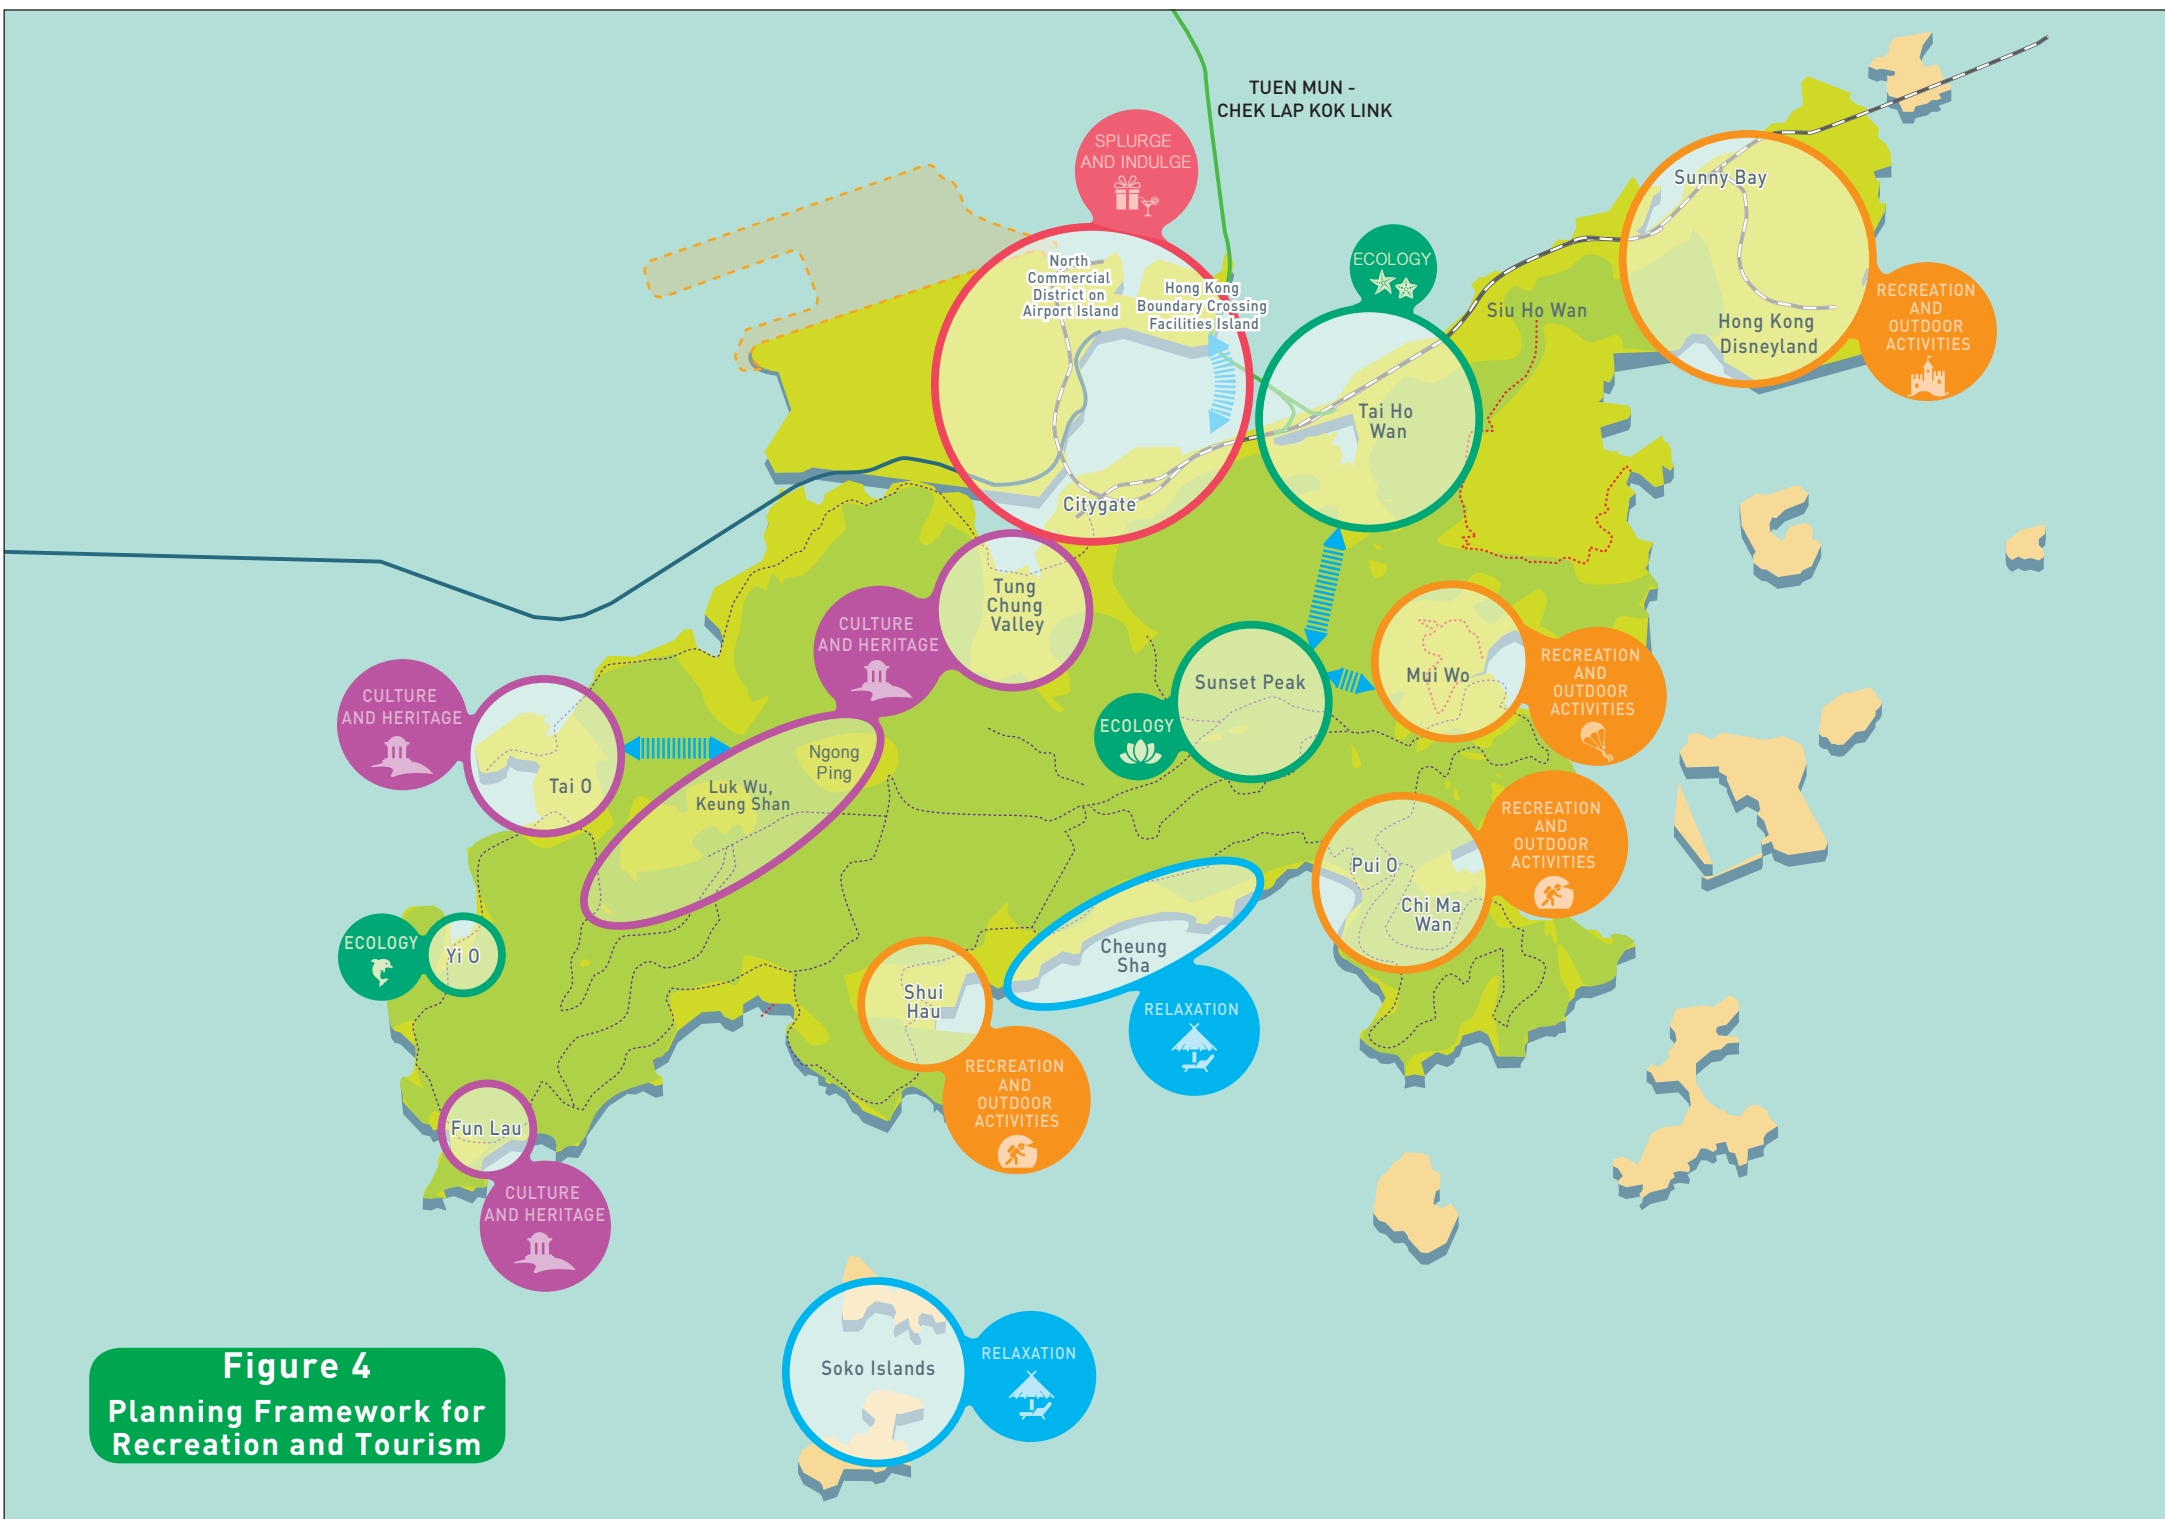 TUEN MUN -
CHEK LAP KOK LINK
SPLURGE
AND INDULGE
North
Commercial
District on
Airport Island
Hong Kong
Boundary Crossing
Facilities Island
Citygate
ECOLOGY
Tai Ho
Wan
Siu Ho Wan
Sunny Bay
Hong Kong
Disneyland
RECREATION
AND
OUTDOOR
ACTIVITIES
Tung
Chung
Valley
CULTURE
AND HERITAGE
CULTURE
AND HERITAGE
Tai O
Ngong
Ping
Luk Wu,
Keung Shan
Sunset Peak
ECOLOGY
Mui Wo
RECREATION
AND
OUTDOOR
ACTIVITIES
Pui O
Chi Ma
Wan
RECREATION
AND
OUTDOOR
ACTIVITIES
ECOLOGY
Yi O
Cheung
Sha
RELAXATION
Shui
Hau
RECREATION
AND
OUTDOOR
ACTIVITIES
Fun Lau
CULTURE
AND HERITAGE
Soko Islands
RELAXATION
Figure 4
Planning Framework for
Recreation and Tourism